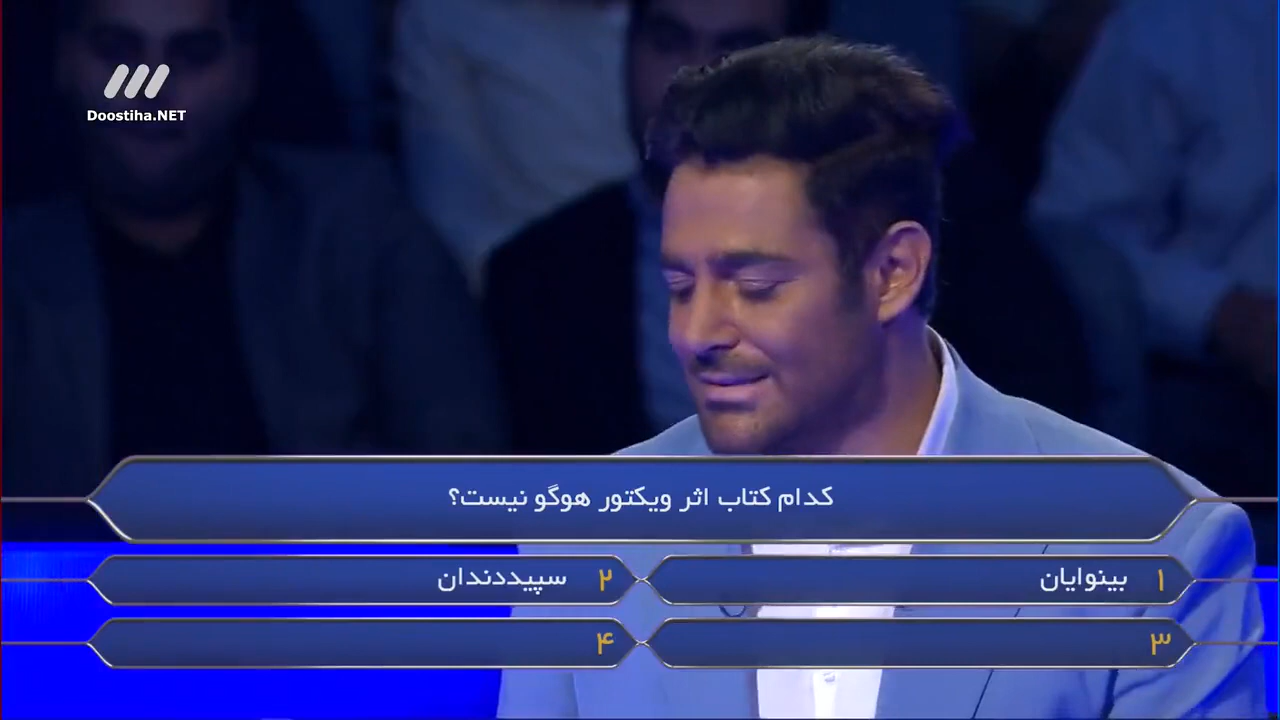 Doostiha.NET
کدام کتاب اثر ویکتور هوگو نیست؟
۱ بینوایان
۲ سپیددندان
۳
۴